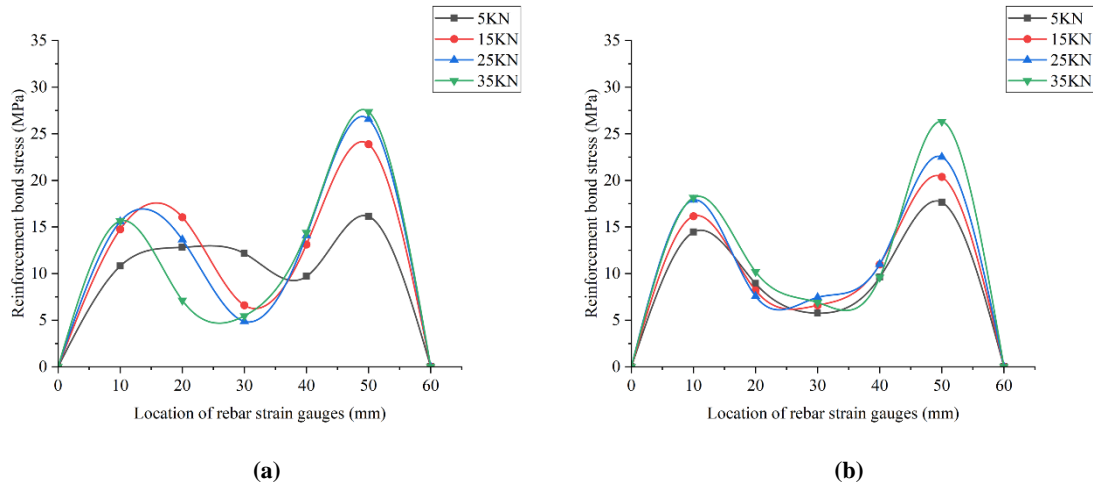 5KN
15KN
25KN
35KN
35
30
25
20
15
10
5
0
Reinforcement bond stress (MPa)
0 10 20 30 40 50 60
Location of rebar strain gauges (mm)
(a)
5KN
15KN
25KN
35KN
35
30
25
20
15
10
5
0
Reinforcement bond stress (MPa)
0 10 20 30 40 50 60
Location of rebar strain gauges (mm)
(b)